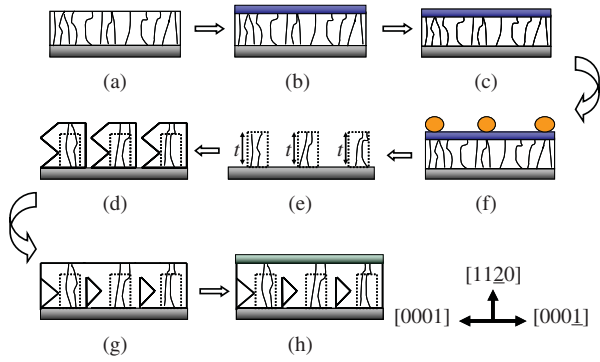 (a) (b) (c)
t t t
(d) (e) (f)
[112̲0]
[0001] [0001̲]
(g) (h)